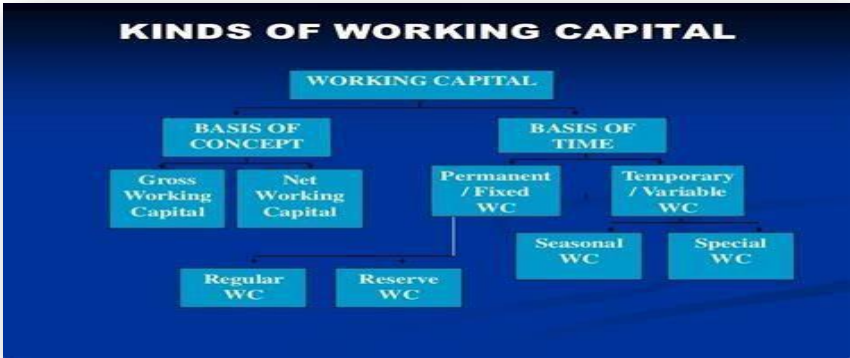 KINDS OF WORKING CAPITAL
WORKING CAPITAL
BASIS OF
CONCEPT
BASIS OF
TIME
Gross
Working
Capital
Net
Working
Capital
Permanent
/ Fixed
WC
Temporary
/ Variable
WC
Seasonal
WC
Special
WC
Regular
WC
Reserve
WC